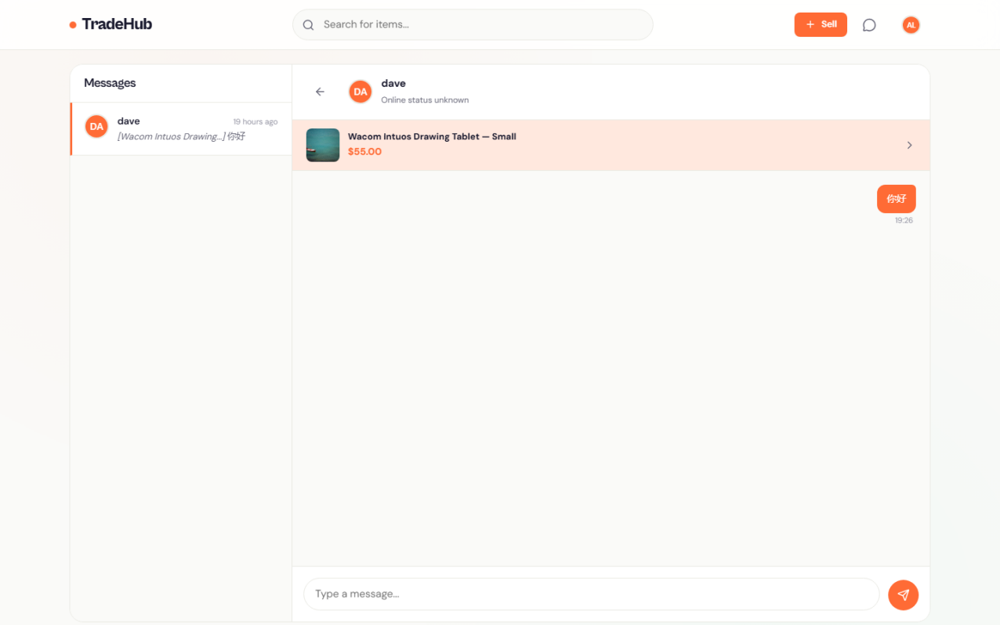 TradeHub
Search for items...
+ Sell
AL
Messages
DA
dave
19 hours ago
[Wacom Intuos Drawing...] 你好
DA
dave
Online status unknown
Wacom Intuos Drawing Tablet — Small
$55.00
你好
19:26
Type a message...